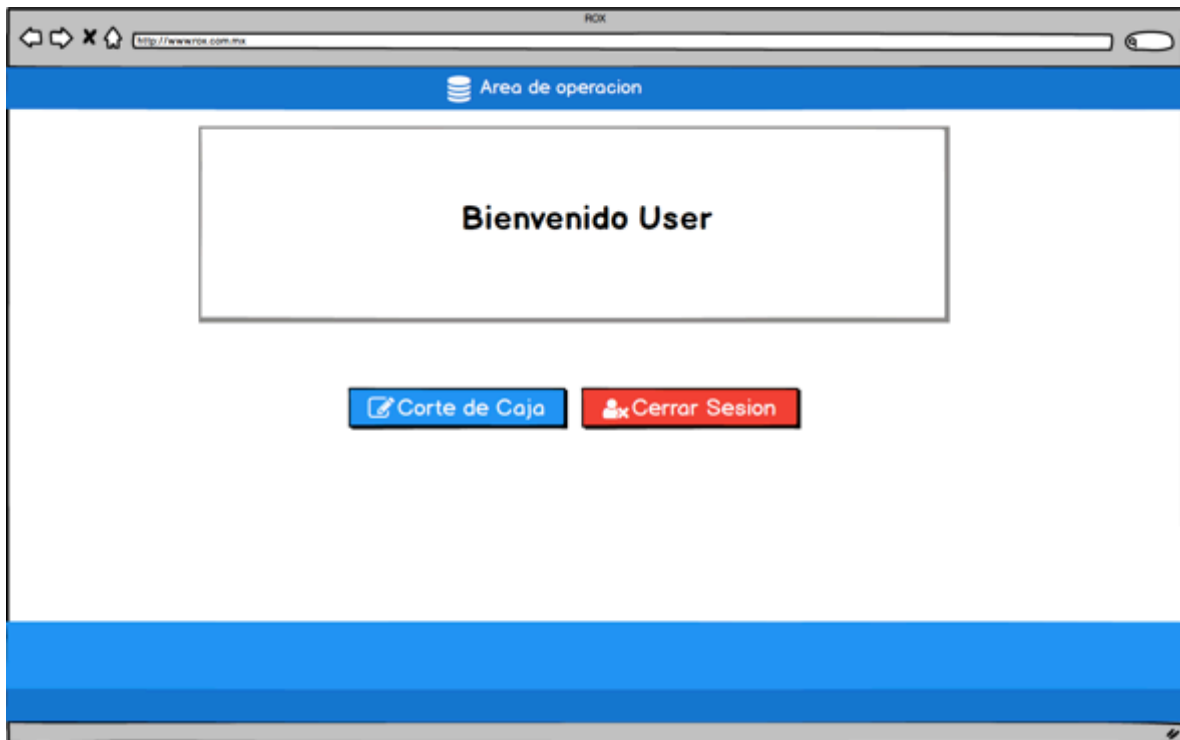 ROX
http://www.rox.com.mx
Area de operacion
Bienvenido User
Corte de Caja
Cerrar Sesion